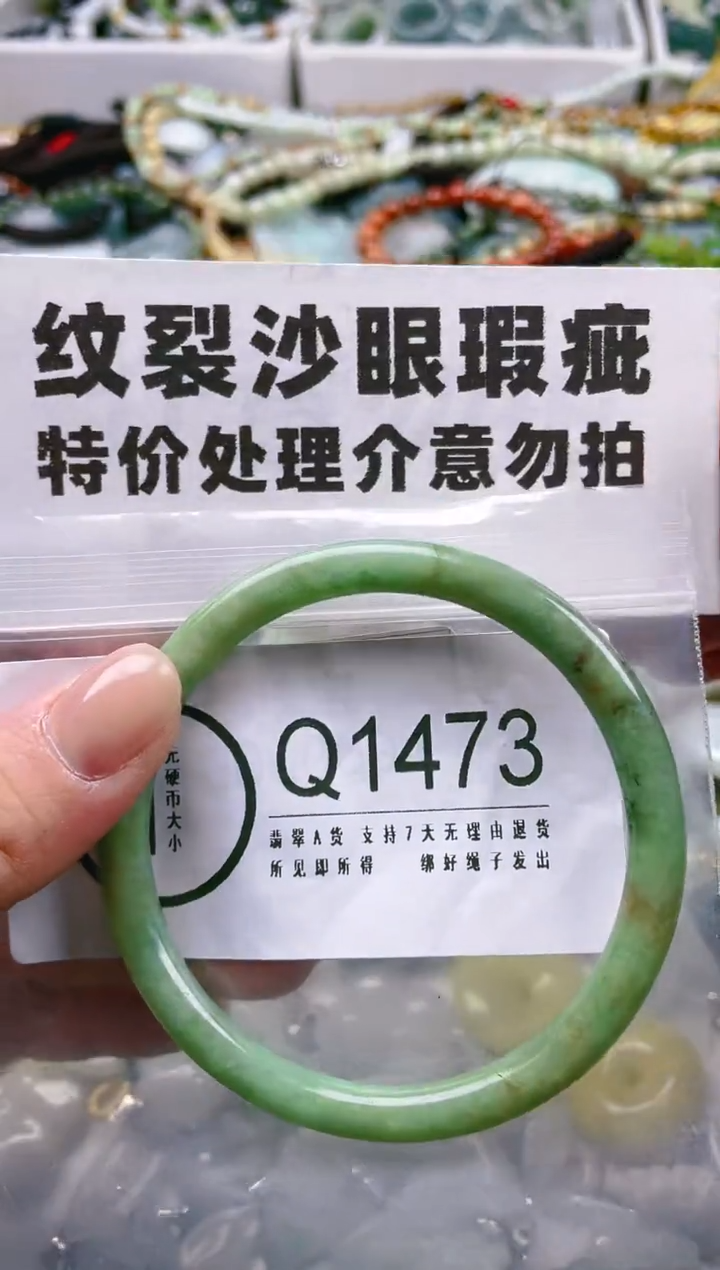 纹裂沙眼瑕疵
特价处理介意勿拍
Q1473
元硬币大小
翡翠A货 支持7天无理由退货
所见即所得 绑好绳子发出